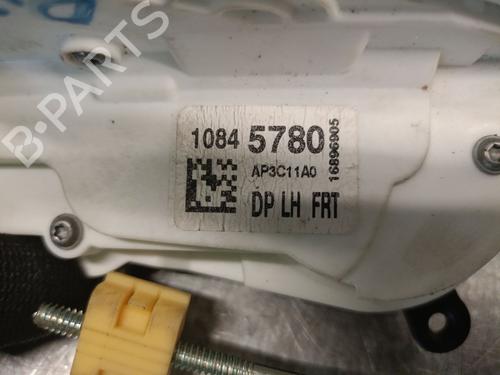 B-PARTS
1084 5780
AP3C11A0
16896905
DP LH FRT